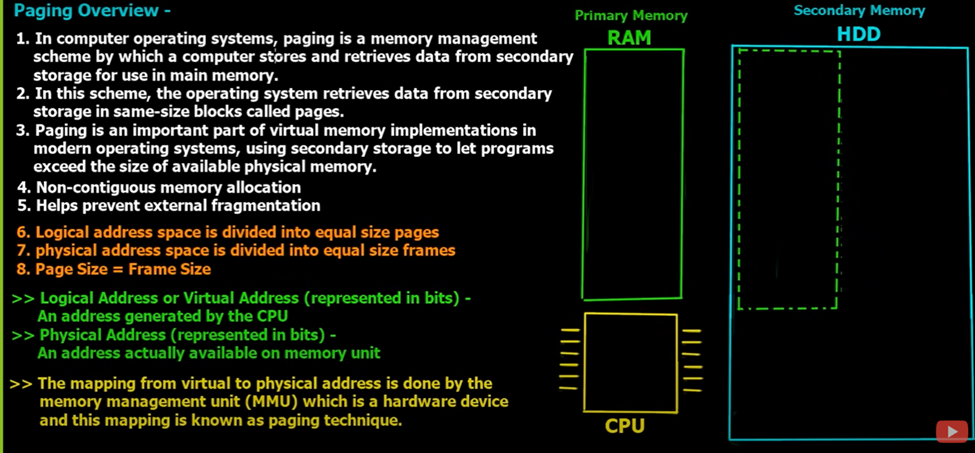 Paging Overview -
1. In computer operating systems, paging is a memory management
scheme by which a computer stores and retrieves data from secondary
storage for use in main memory.
2. In this scheme, the operating system retrieves data from secondary
storage in same-size blocks called pages.
3. Paging is an important part of virtual memory implementations in
modern operating systems, using secondary storage to let programs
exceed the size of available physical memory.
4. Non-contiguous memory allocation
5. Helps prevent external fragmentation
6. Logical address space is divided into equal size pages
7. physical address space is divided into equal size frames
8. Page Size = Frame Size
>> Logical Address or Virtual Address (represented in bits) -
An address generated by the CPU
>> Physical Address (represented in bits) -
An address actually available on memory unit
>> The mapping from virtual to physical address is done by the
memory management unit (MMU) which is a hardware device
and this mapping is known as paging technique.
Primary Memory
RAM
CPU
Secondary Memory
HDD